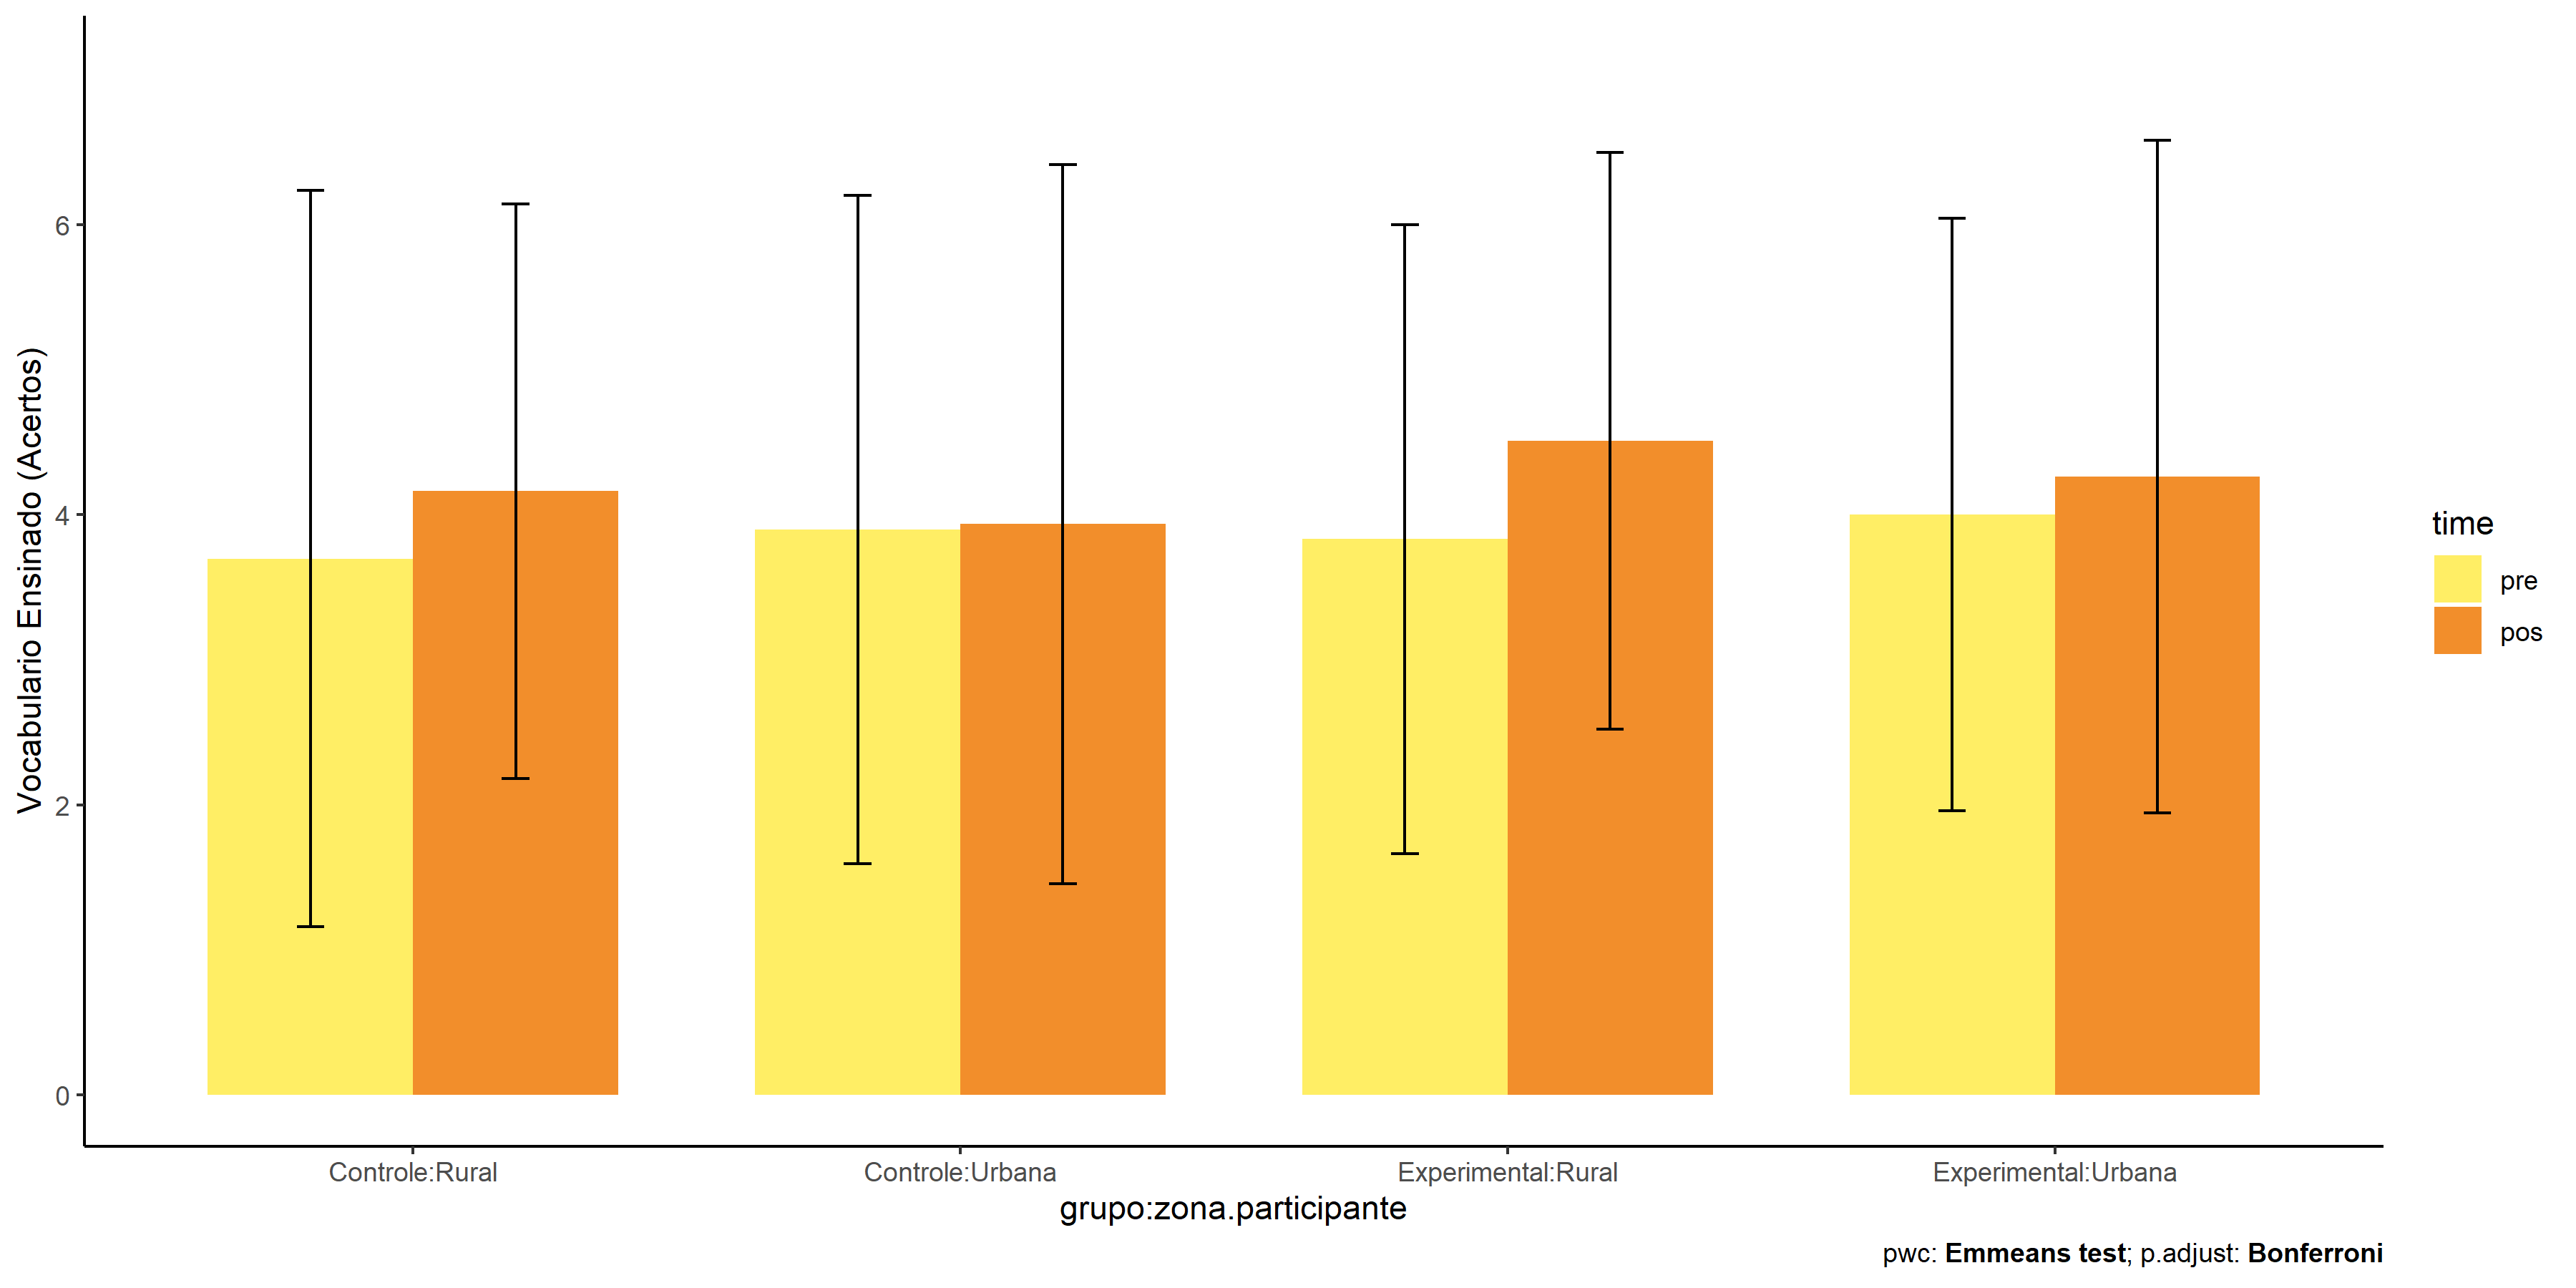 Vocabulario Ensinado (Acertos)
6
4
2
0
Controle:Rural
Controle:Urbana
Experimental:Rural
Experimental:Urbana
grupo:zona.participante
time
pre
pos
pwc: Emmeans test; p.adjust: Bonferroni